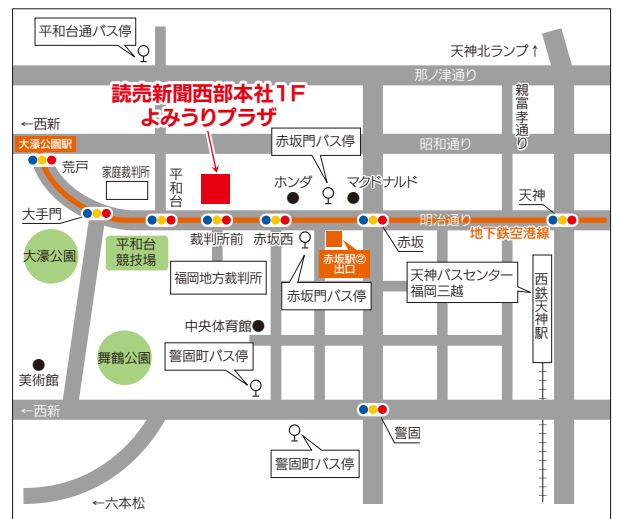 平和台通バス停
天神北ランプ↑
那ノ津通り
読売新聞西部本社1F
よみうりプラザ
親富孝通り
←西新
大濠公園駅
昭和通り
赤坂門バス停
荒戸
家庭裁判所
平和台
ホンダ
マクドナルド
大手門
天神
明治通り
地下鉄空港線
大濠公園
平和台
競技場
裁判所前
赤坂西
赤坂駅②
出口
赤坂
福岡地方裁判所
赤坂門バス停
天神バスセンター
福岡三越
西鉄天神駅
中央体育館
舞鶴公園
警固町バス停
美術館
←西新
警固
警固町バス停
←六本松